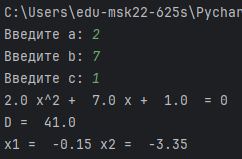 C:\Users\edu-msk22-625s\Pychar
Введите a: 2
Введите b: 7
Введите c: 1
2.0 x^2 +  7.0 x +  1.0  = 0
D =  41.0
x1 =  -0.15 x2 =  -3.35